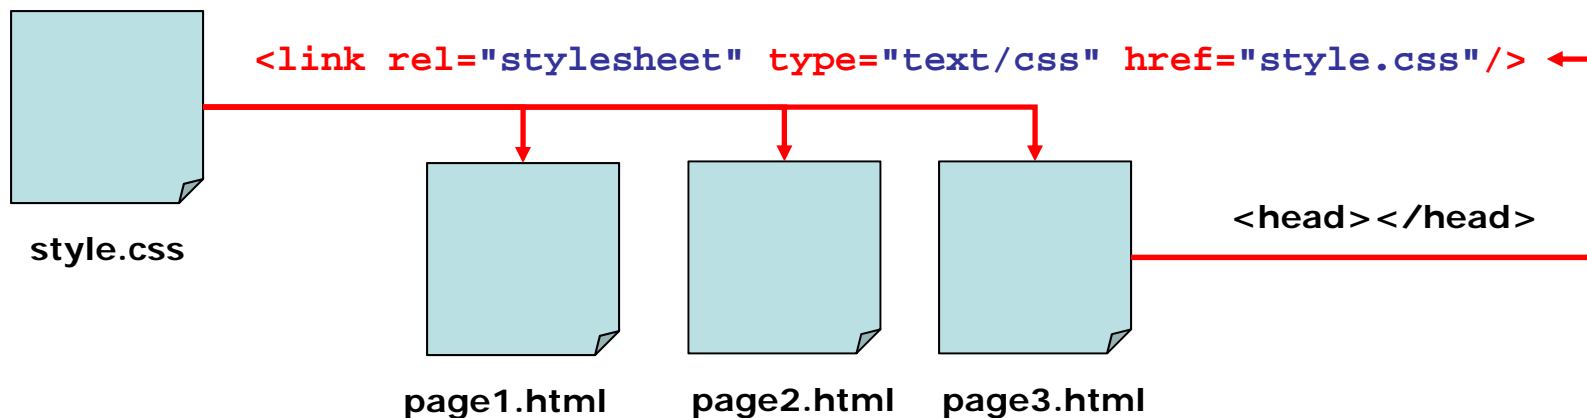 <link rel="stylesheet" type="text/css" href="style.css"/>
<head></head>
style.css
page1.html
page2.html
page3.html